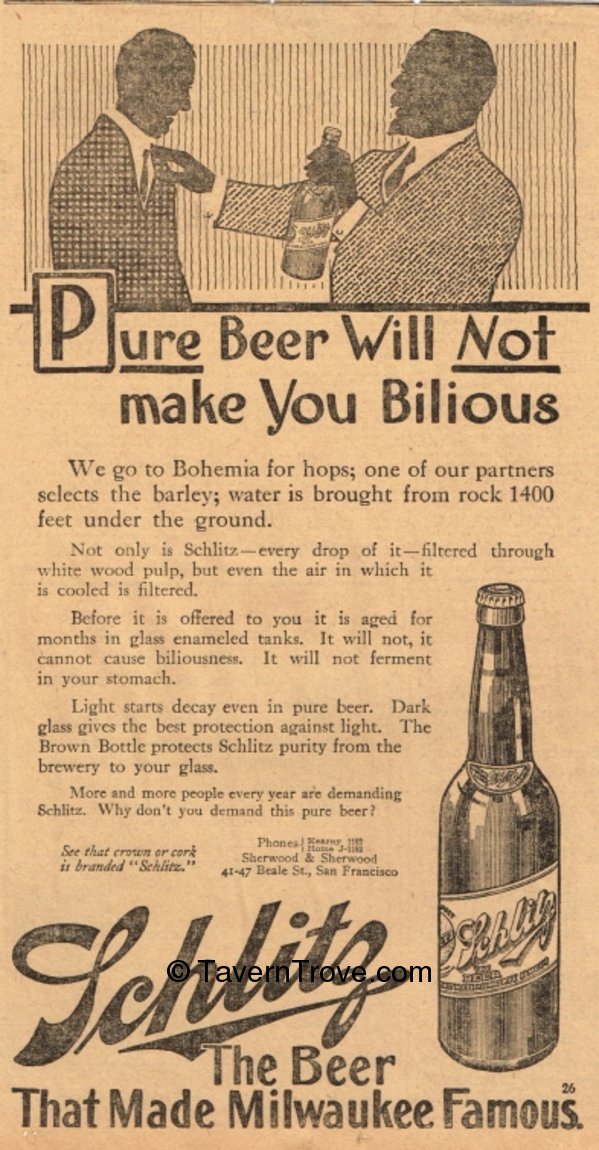 Pure Beer Will Not
make You Bilious
We go to Bohemia for hops; one of our partners
selects the barley; water is brought from rock 1400
feet under the ground.
Not only is Schlitz—every drop of it—filtered through
white wood pulp, but even the air in which it
is cooled is filtered.
Before it is offered to you it is aged for
months in glass enameled tanks. It will not, it
cannot cause biliousness. It will not ferment
in your stomach.
Light starts decay even in pure beer. Dark
glass gives the best protection against light. The
Brown Bottle protects Schlitz purity from the
brewery to your glass.
More and more people every year are demanding
Schlitz. Why don't you demand this pure beer?
See that crown or cork
is branded "Schlitz."
Phones Kearny 1182
Home J-1182
Sherwood & Sherwood
41-47 Beale St., San Francisco
Schlitz
BEER
Schlitz
© TavernTrove.com
The Beer
That Made Milwaukee Famous.
26